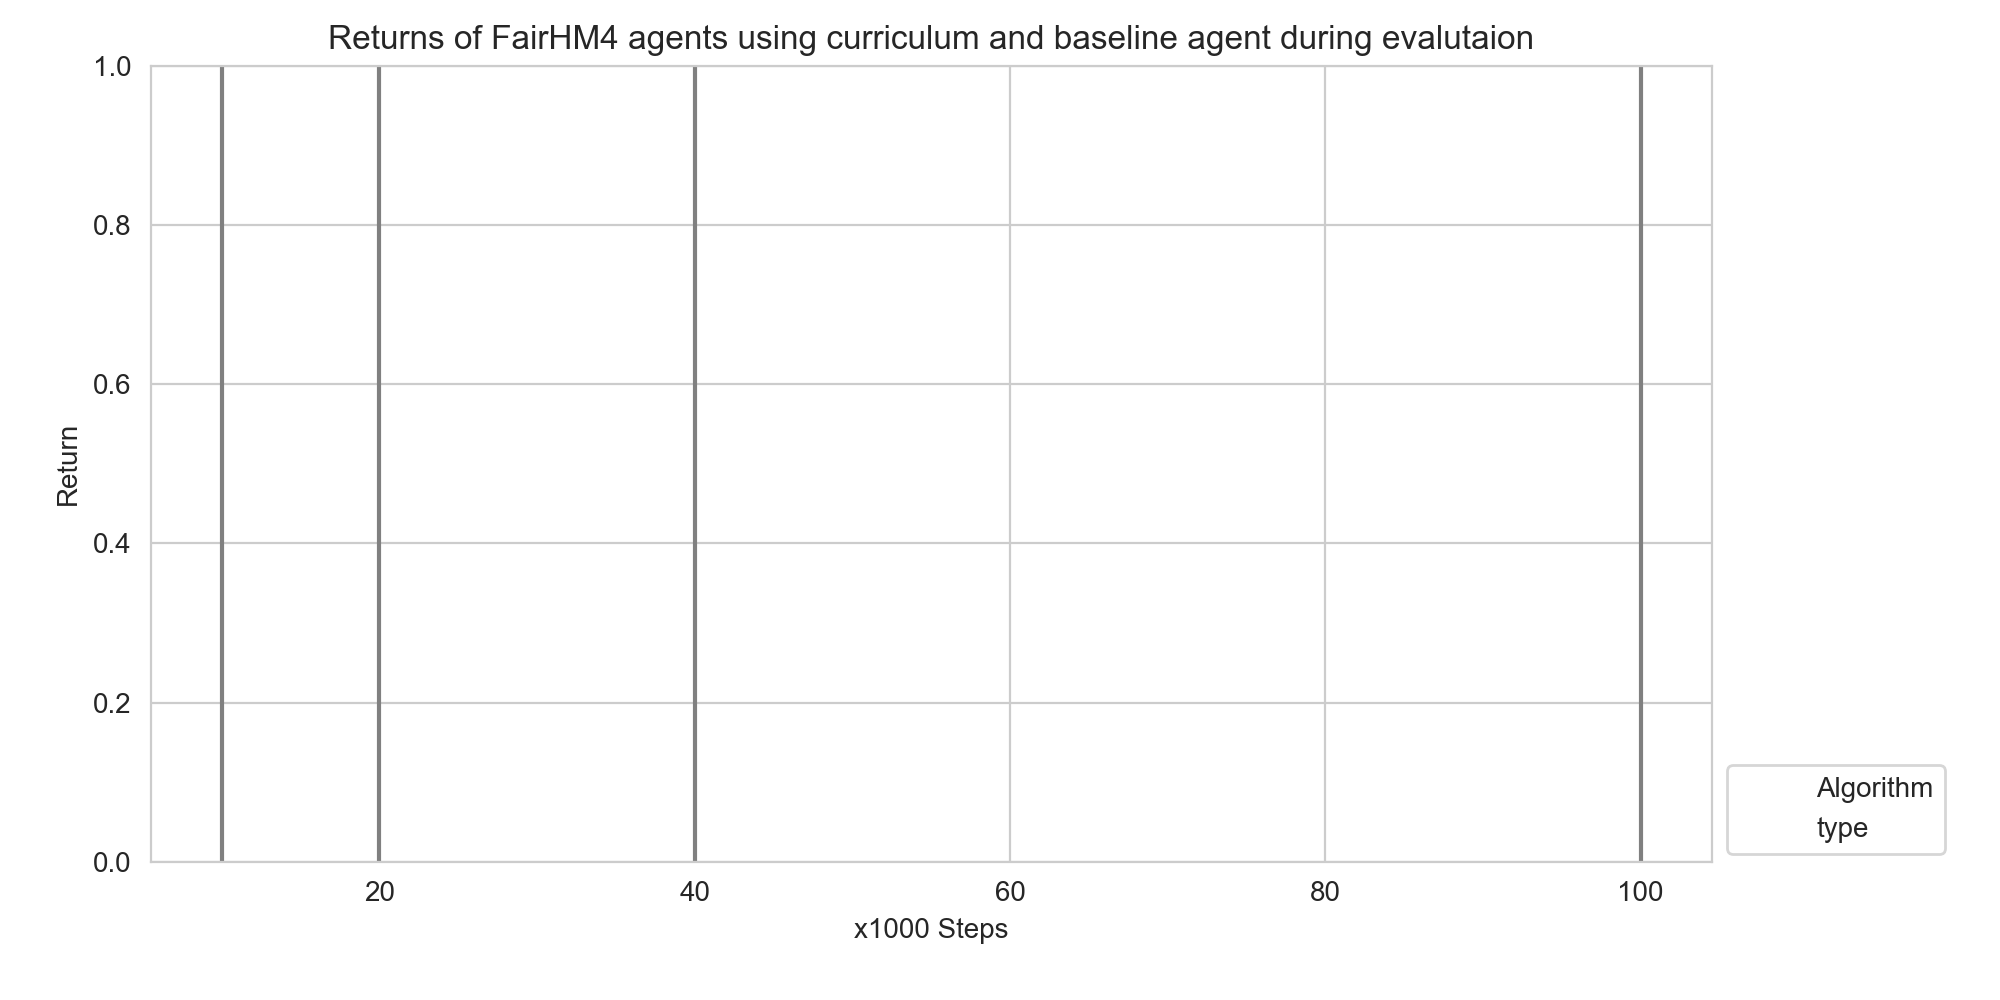 Returns of FairHM4 agents using curriculum and baseline agent during evalutaion
1.0
0.8
0.6
0.4
0.2
0.0
Return
20 40 60 80 100
x1000 Steps
Algorithm
type